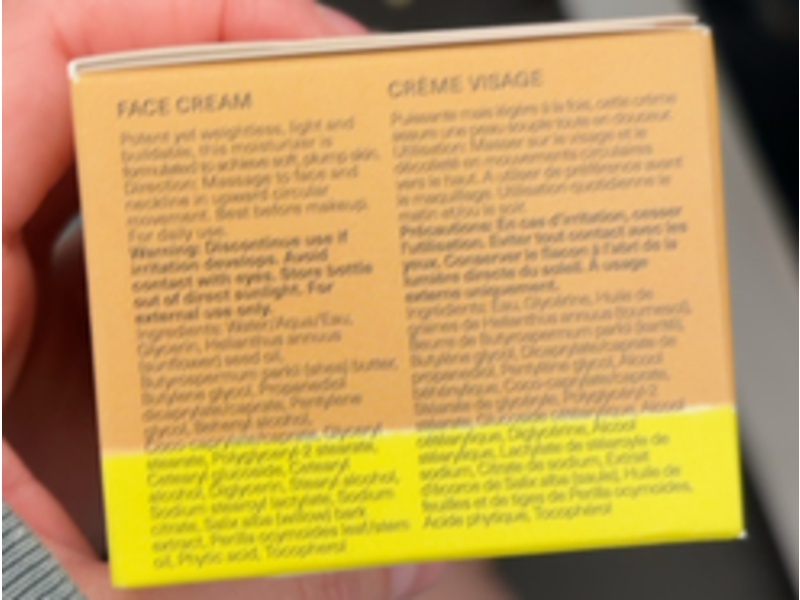 FACE CREAM
Potent yet weightless, light and
buildable, this moisturizer is
formulated to achieve soft, plump skin.
Direction: Massage to face and
neckline in upward circular
movement. Best before makeup.
For daily use.
Warning: Discontinue use if
irritation develops. Avoid
contact with eyes. Store bottle
out of direct sunlight. For
external use only.
Ingredients: Water/Aqua/Eau,
Glycerin, Helianthus annuus
(sunflower) seed oil,
Butyrospermum parkii (shea) butter,
Butylene glycol, Propanediol
dicaprylate/caprate, Pentylene
glycol, Behenyl alcohol,
Coco-caprylate/caprate, Glyceryl
stearate, Polyglyceryl-2 stearate,
Cetearyl glucoside, Cetearyl
alcohol, Diglycerin, Stearyl alcohol,
Sodium stearoyl lactylate, Sodium
citrate, Salix alba (willow) bark
extract, Perilla ocymoides leaf/stem
oil, Phytic acid, Tocopherol
CRÈME VISAGE
Puissante mais légère à la fois, cette crème
assure une peau souple toute en douceur.
Utilisation: Masser sur le visage et le
décolleté en mouvements circulaires
vers le haut. À utiliser de préférence avant
le maquillage. Utilisation quotidienne le
matin et/ou le soir.
Précautions: En cas d'irritation, cesser
l'utilisation. Éviter tout contact avec les
yeux. Conserver le flacon à l'abri de la
lumière directe du soleil. À usage
externe uniquement.
Ingrédients: Eau, Glycérine, Huile de
graines de Helianthus annuus (tournesol),
Beurre de Butyrospermum parkii (karité),
Butylène glycol, Dicaprylate/caprate de
propanediol, Pentylène glycol, Alcool
béhénylique, Coco-caprylate/caprate,
Stéarate de glycéryle, Polyglyceryl-2
cétéarylique, Diglycérine, Alcool
stéarylique, Lactylate de stéaroyle de
sodium, Citrate de sodium, Extrait
d'écorce de Salix alba (saule), Huile de
feuilles et de tiges de Perilla ocymoides,
Acide phytique, Tocophérol